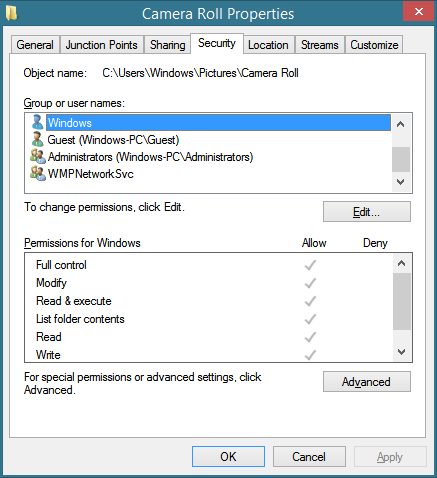 Camera Roll Properties
General Junction Points Sharing Security Location Streams Customize
Object name: C:\Users\Windows\Pictures\Camera Roll
Group or user names:
Windows
Guest (Windows-PC\Guest)
Administrators (Windows-PC\Administrators)
WMPNetworkSvc
To change permissions, click Edit.
Edit...
Permissions for Windows Allow Deny
Full control
Modify
Read & execute
List folder contents
Read
Write
For special permissions or advanced settings, click
Advanced.
Advanced
OK Cancel Apply